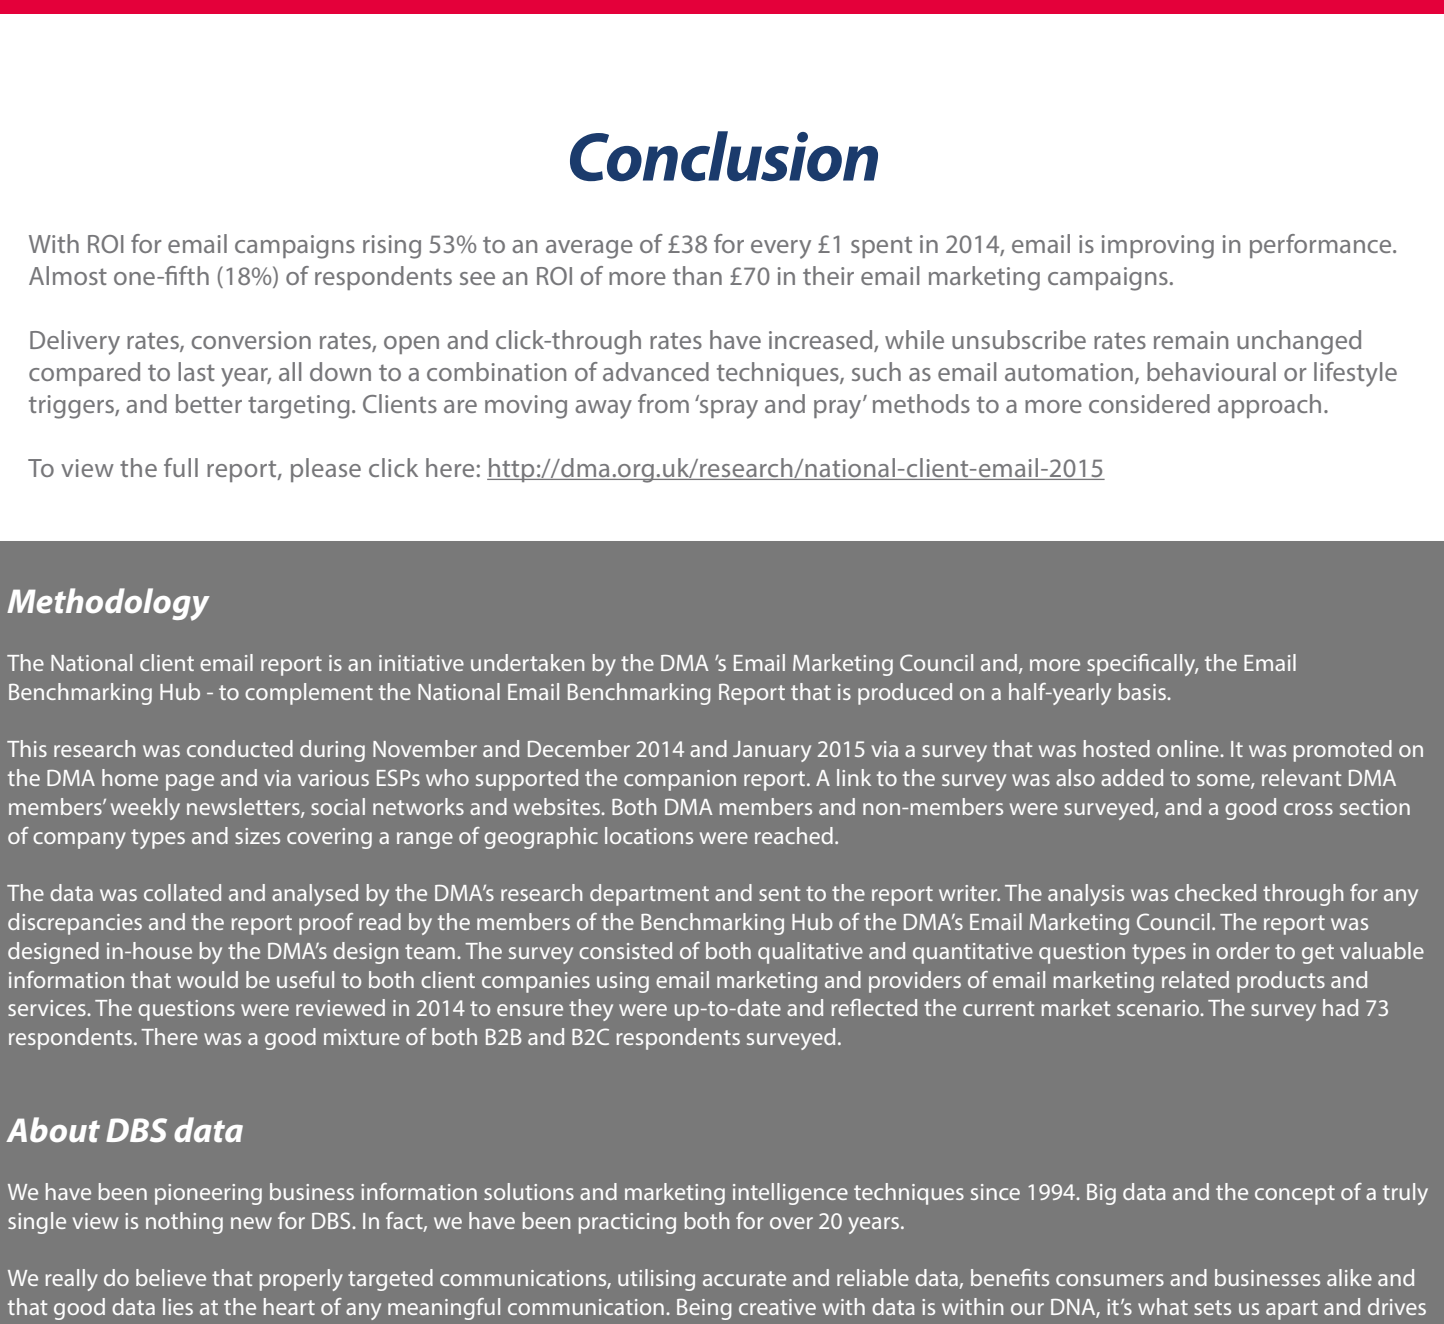 Conclusion
With ROI for email campaigns rising 53% to an average of £38 for every £1 spent in 2014, email is improving in performance.
Almost one-fifth (18%) of respondents see an ROI of more than £70 in their email marketing campaigns.
Delivery rates, conversion rates, open and click-through rates have increased, while unsubscribe rates remain unchanged
compared to last year, all down to a combination of advanced techniques, such as email automation, behavioural or lifestyle
triggers, and better targeting. Clients are moving away from ‘spray and pray’ methods to a more considered approach.
To view the full report, please click here: http://dma.org.uk/research/national-client-email-2015
Methodology
The National client email report is an initiative undertaken by the DMA ’s Email Marketing Council and, more specifically, the Email
Benchmarking Hub - to complement the National Email Benchmarking Report that is produced on a half-yearly basis.
This research was conducted during November and December 2014 and January 2015 via a survey that was hosted online. It was promoted on
the DMA home page and via various ESPs who supported the companion report. A link to the survey was also added to some, relevant DMA
members’ weekly newsletters, social networks and websites. Both DMA members and non-members were surveyed, and a good cross section
of company types and sizes covering a range of geographic locations were reached.
The data was collated and analysed by the DMA’s research department and sent to the report writer. The analysis was checked through for any
discrepancies and the report proof read by the members of the Benchmarking Hub of the DMA’s Email Marketing Council. The report was
designed in-house by the DMA’s design team. The survey consisted of both qualitative and quantitative question types in order to get valuable
information that would be useful to both client companies using email marketing and providers of email marketing related products and
services. The questions were reviewed in 2014 to ensure they were up-to-date and reflected the current market scenario. The survey had 73
respondents. There was a good mixture of both B2B and B2C respondents surveyed.
About DBS data
We have been pioneering business information solutions and marketing intelligence techniques since 1994. Big data and the concept of a truly
single view is nothing new for DBS. In fact, we have been practicing both for over 20 years.
We really do believe that properly targeted communications, utilising accurate and reliable data, benefits consumers and businesses alike and
that good data lies at the heart of any meaningful communication. Being creative with data is within our DNA, it’s what sets us apart and drives